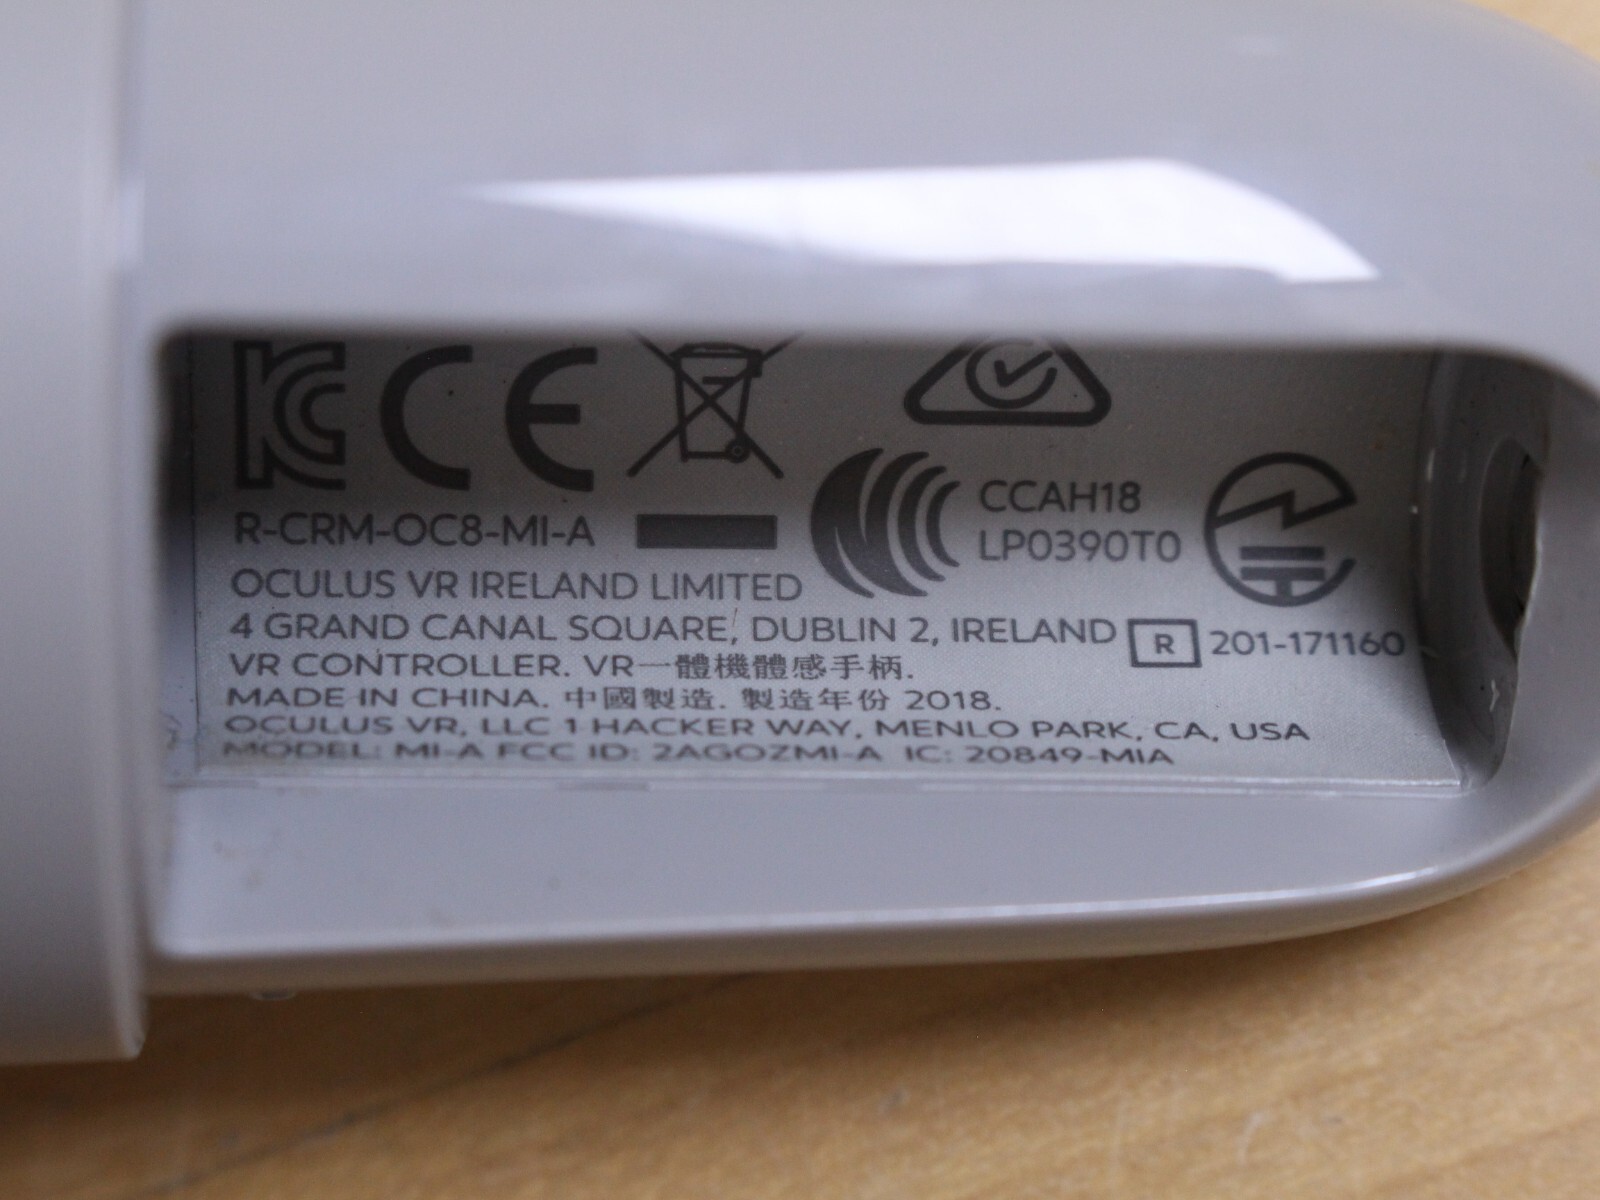 KC CE
CCAH18
LP0390T0
R-CRM-OC8-MI-A
OCULUS VR IRELAND LIMITED
4 GRAND CANAL SQUARE, DUBLIN 2, IRELAND
R 201-171160
VR CONTROLLER. VR一體機體感手柄.
MADE IN CHINA. 中國製造. 製造年份 2018.
OCULUS VR, LLC 1 HACKER WAY, MENLO PARK, CA, USA
MODEL: MI-A FCC ID: 2AGOZMI-A IC: 20849-MIA